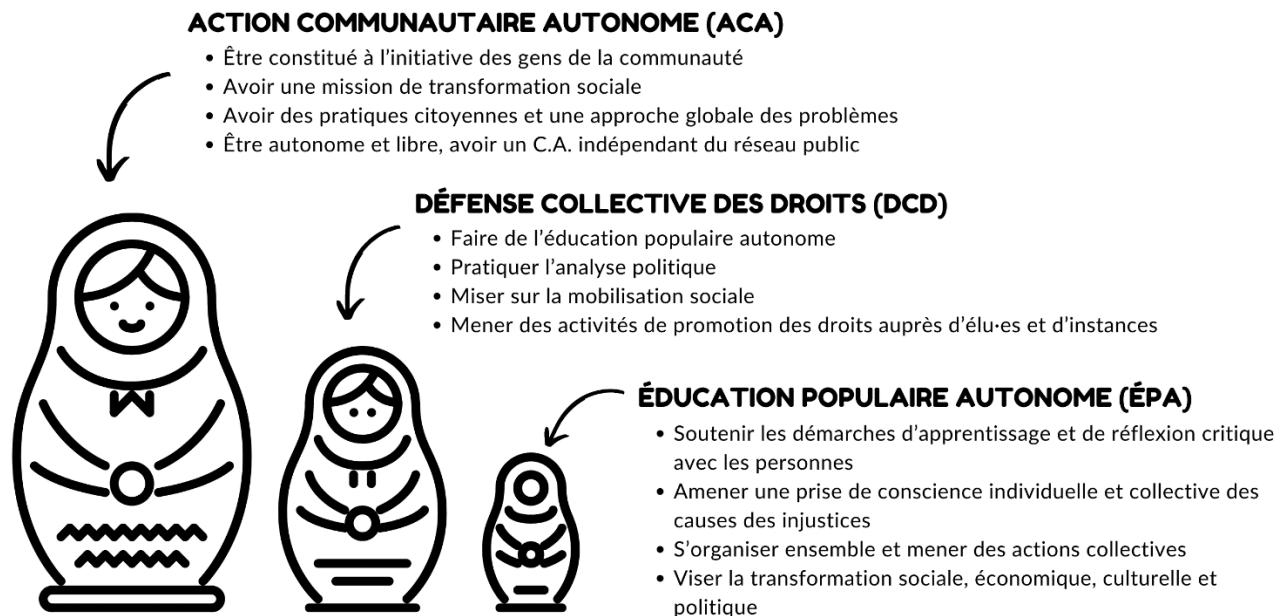 ACTION COMMUNAUTAIRE AUTONOME (ACA)
• Être constitué à l'initiative des gens de la communauté
• Avoir une mission de transformation sociale
• Avoir des pratiques citoyennes et une approche globale des problèmes
• Être autonome et libre, avoir un C.A. indépendant du réseau public
DÉFENSE COLLECTIVE DES DROITS (DCD)
• Faire de l'éducation populaire autonome
• Pratiquer l'analyse politique
• Miser sur la mobilisation sociale
• Mener des activités de promotion des droits auprès d'élu·es et d'instances
ÉDUCATION POPULAIRE AUTONOME (ÉPA)
• Soutenir les démarches d'apprentissage et de réflexion critique
avec les personnes
• Amener une prise de conscience individuelle et collective des
causes des injustices
• S'organiser ensemble et mener des actions collectives
• Viser la transformation sociale, économique, culturelle et
politique